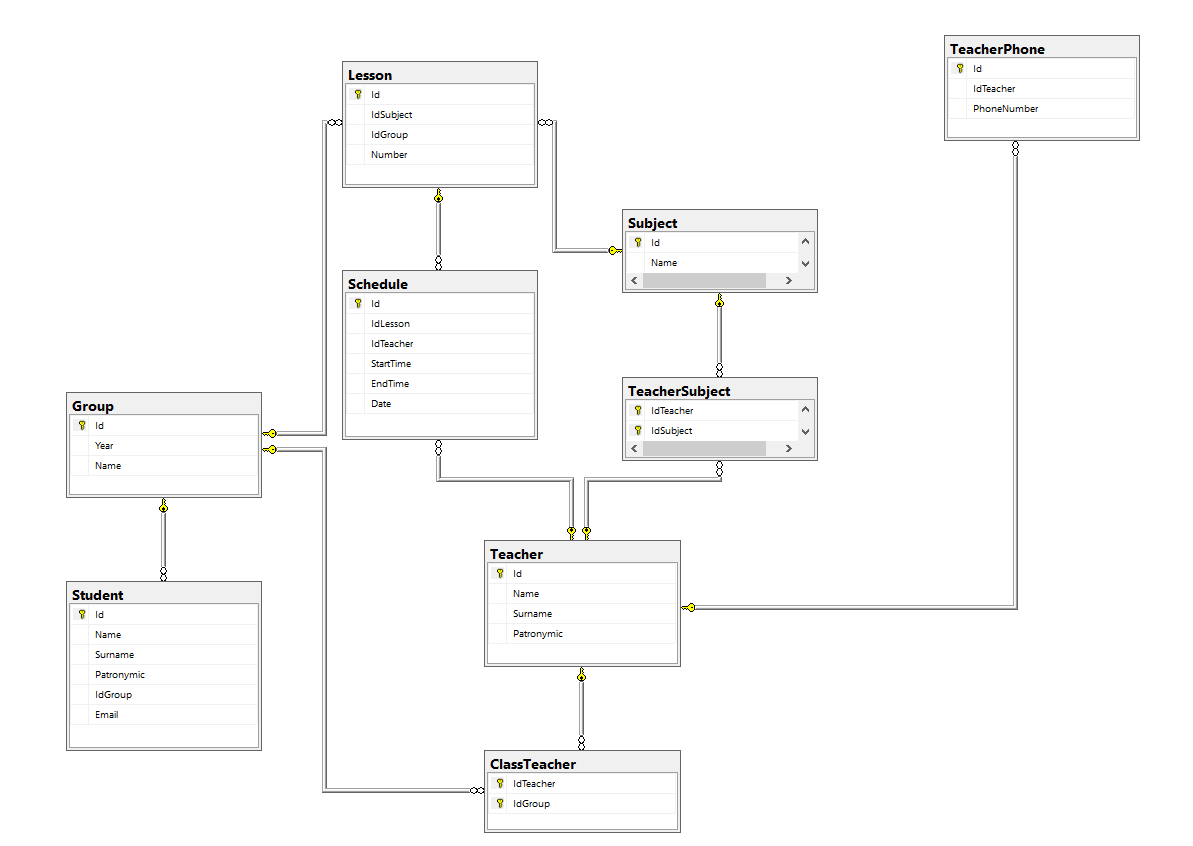 Lesson
Id
IdSubject
IdGroup
Number
TeacherPhone
Id
IdTeacher
PhoneNumber
Subject
Id
Name
Schedule
Id
IdLesson
IdTeacher
StartTime
EndTime
Date
TeacherSubject
IdTeacher
IdSubject
Group
Id
Year
Name
Teacher
Id
Name
Surname
Patronymic
Student
Id
Name
Surname
Patronymic
IdGroup
Email
ClassTeacher
IdTeacher
IdGroup